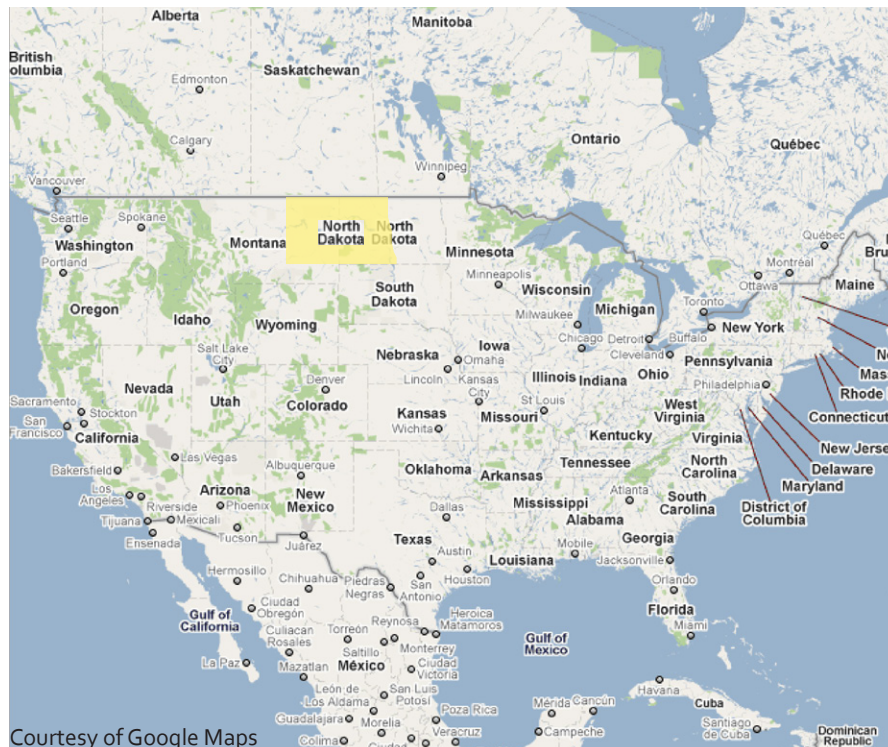 Alberta
Manitoba
British
olumbia
Saskatchewan
Edmonton
Calgary
Ontario
Québec
Winnipeg
Vancouver
Seattle
Spokane
Washington
Montana
North
Dakota
North
Dakota
Minnesota
Québec
Bru
Montréal
Ottawa
Maine
Portland
Minneapolis
South
Dakota
Wisconsin
Michigan
Toronto
Oregon
Idaho
Wyoming
Milwaukee
New York
No
Salt Lake
City
Nebraska
Iowa
Omaha
Chicago
Detroit
Buffalo
Cleveland
Pennsylvania
Mass
Nevada
Utah
Denver
Colorado
Lincoln
Kansas
City
Illinois
Indiana
Ohio
Philadelphia
Rhode
Sacramento
Stockton
San
Francisco
California
Kansas
Wichita
Missouri
St Louis
West
Virginia
Virginia
Connecticut
Kentucky
New Jerse
Las Vegas
Bakersfield
Albuquerque
Oklahoma
Arkansas
Tennessee
North
Carolina
Delaware
Maryland
Los
Angeles
Riverside
Arizona
Phoenix
New
Mexico
Dallas
Mississippi
Atlanta
South
Carolina
District of
Columbia
Tijuana
Mexicali
Tucson
Alabama
Ensenada
Juárez
Texas
Georgia
Austin
Louisiana
Mobile
Jacksonville
Hermosillo
Chihuahua
Piedras
Negras
San
Antonio
Houston
Orlando
Gulf of
California
Ciudad
Obregón
Reynosa
Heroica
Matamoros
Florida
Culiacan
Rosales
Torreón
Saltillo
Monterrey
Gulf of
Mexico
Miami
La Paz
Mazatlan
México
Ciudad
Victoria
León de
Los Aldama
San Luis
Potosí
Havana
Cuba
Guadalajara
Poza Rica
Mérida
Cancún
Santiago
de Cuba
Morelia
Colima
Ciudad
Veracruz
Campeche
Dominican
Republic
Courtesy of Google Maps